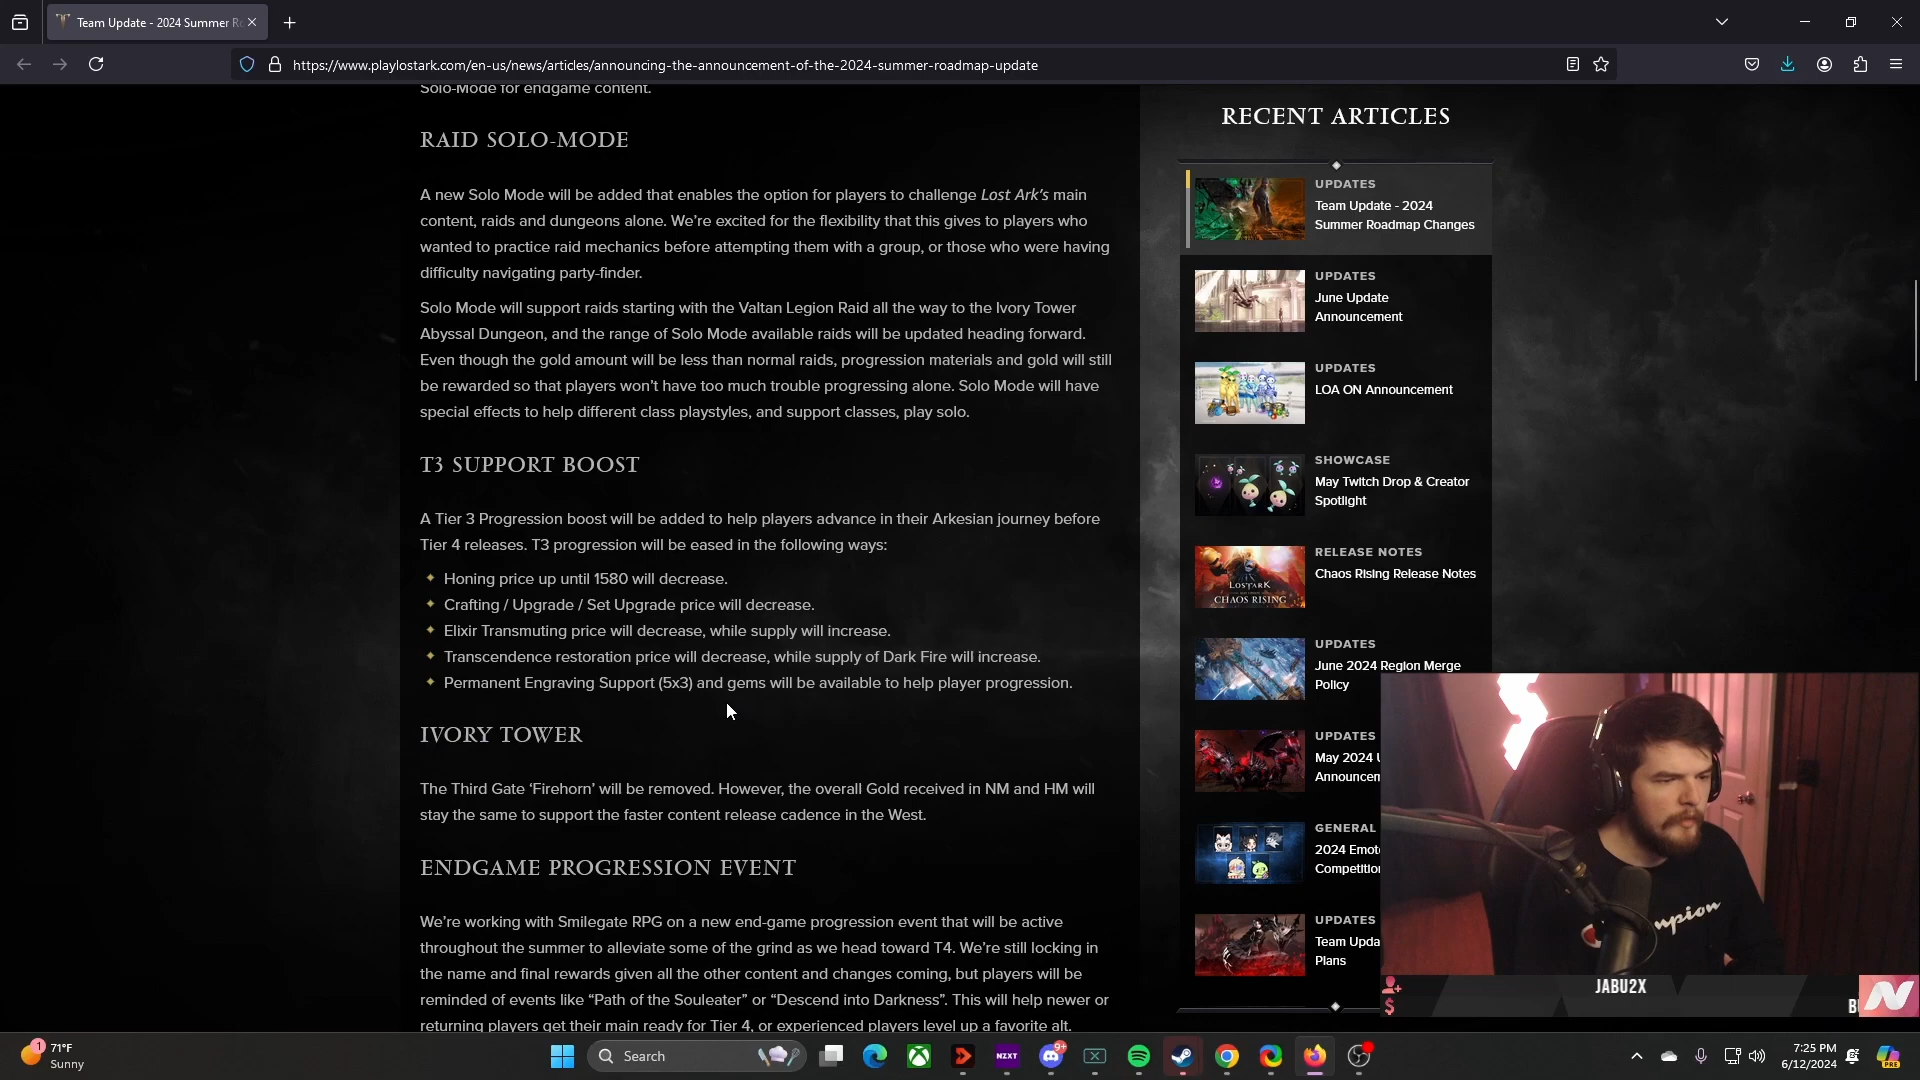 Team Update - 2024 Summer Ro
https://www.playlostark.com/en-us/news/articles/announcing-the-announcement-of-the-2024-summer-roadmap-update
Solo-Mode for endgame content.
RAID SOLO-MODE
A new Solo Mode will be added that enables the option for players to challenge Lost Ark's main
content, raids and dungeons alone. We're excited for the flexibility that this gives to players who
wanted to practice raid mechanics before attempting them with a group, or those who were having
difficulty navigating party-finder.
Solo Mode will support raids starting with the Valtan Legion Raid all the way to the Ivory Tower
Abyssal Dungeon, and the range of Solo Mode available raids will be updated heading forward.
Even though the gold amount will be less than normal raids, progression materials and gold will still
be rewarded so that players won't have too much trouble progressing alone. Solo Mode will have
special effects to help different class playstyles, and support classes, play solo.
T3 SUPPORT BOOST
A Tier 3 Progression boost will be added to help players advance in their Arkesian journey before
Tier 4 releases. T3 progression will be eased in the following ways:
Honing price up until 1580 will decrease.
Crafting / Upgrade / Set Upgrade price will decrease.
Elixir Transmuting price will decrease, while supply will increase.
Transcendence restoration price will decrease, while supply of Dark Fire will increase.
Permanent Engraving Support (5x3) and gems will be available to help player progression.
IVORY TOWER
The Third Gate 'Firehorn' will be removed. However, the overall Gold received in NM and HM will
stay the same to support the faster content release cadence in the West.
ENDGAME PROGRESSION EVENT
We're working with Smilegate RPG on a new end-game progression event that will be active
throughout the summer to alleviate some of the grind as we head toward T4. We're still locking in
the name and final rewards given all the other content and changes coming, but players will be
reminded of events like “Path of the Souleater” or “Descend into Darkness”. This will help newer or
returning players get their main ready for Tier 4, or experienced players level up a favorite alt.
RECENT ARTICLES
UPDATES
Team Update - 2024
Summer Roadmap Changes
UPDATES
June Update
Announcement
UPDATES
LOA ON Announcement
SHOWCASE
May Twitch Drop & Creator
Spotlight
LOST ARK
CHAOS RISING
RELEASE NOTES
Chaos Rising Release Notes
UPDATES
June 2024 Region Merge
Policy
UPDATES
May 2024 U
Announcem
GENERAL
2024 Emot
Competitio
UPDATES
Team Upda
Plans
Champion
JABU2X
$
N
1
71°F
Sunny
Search
NZXT
9+
7:25 PM
6/12/2024
PRE